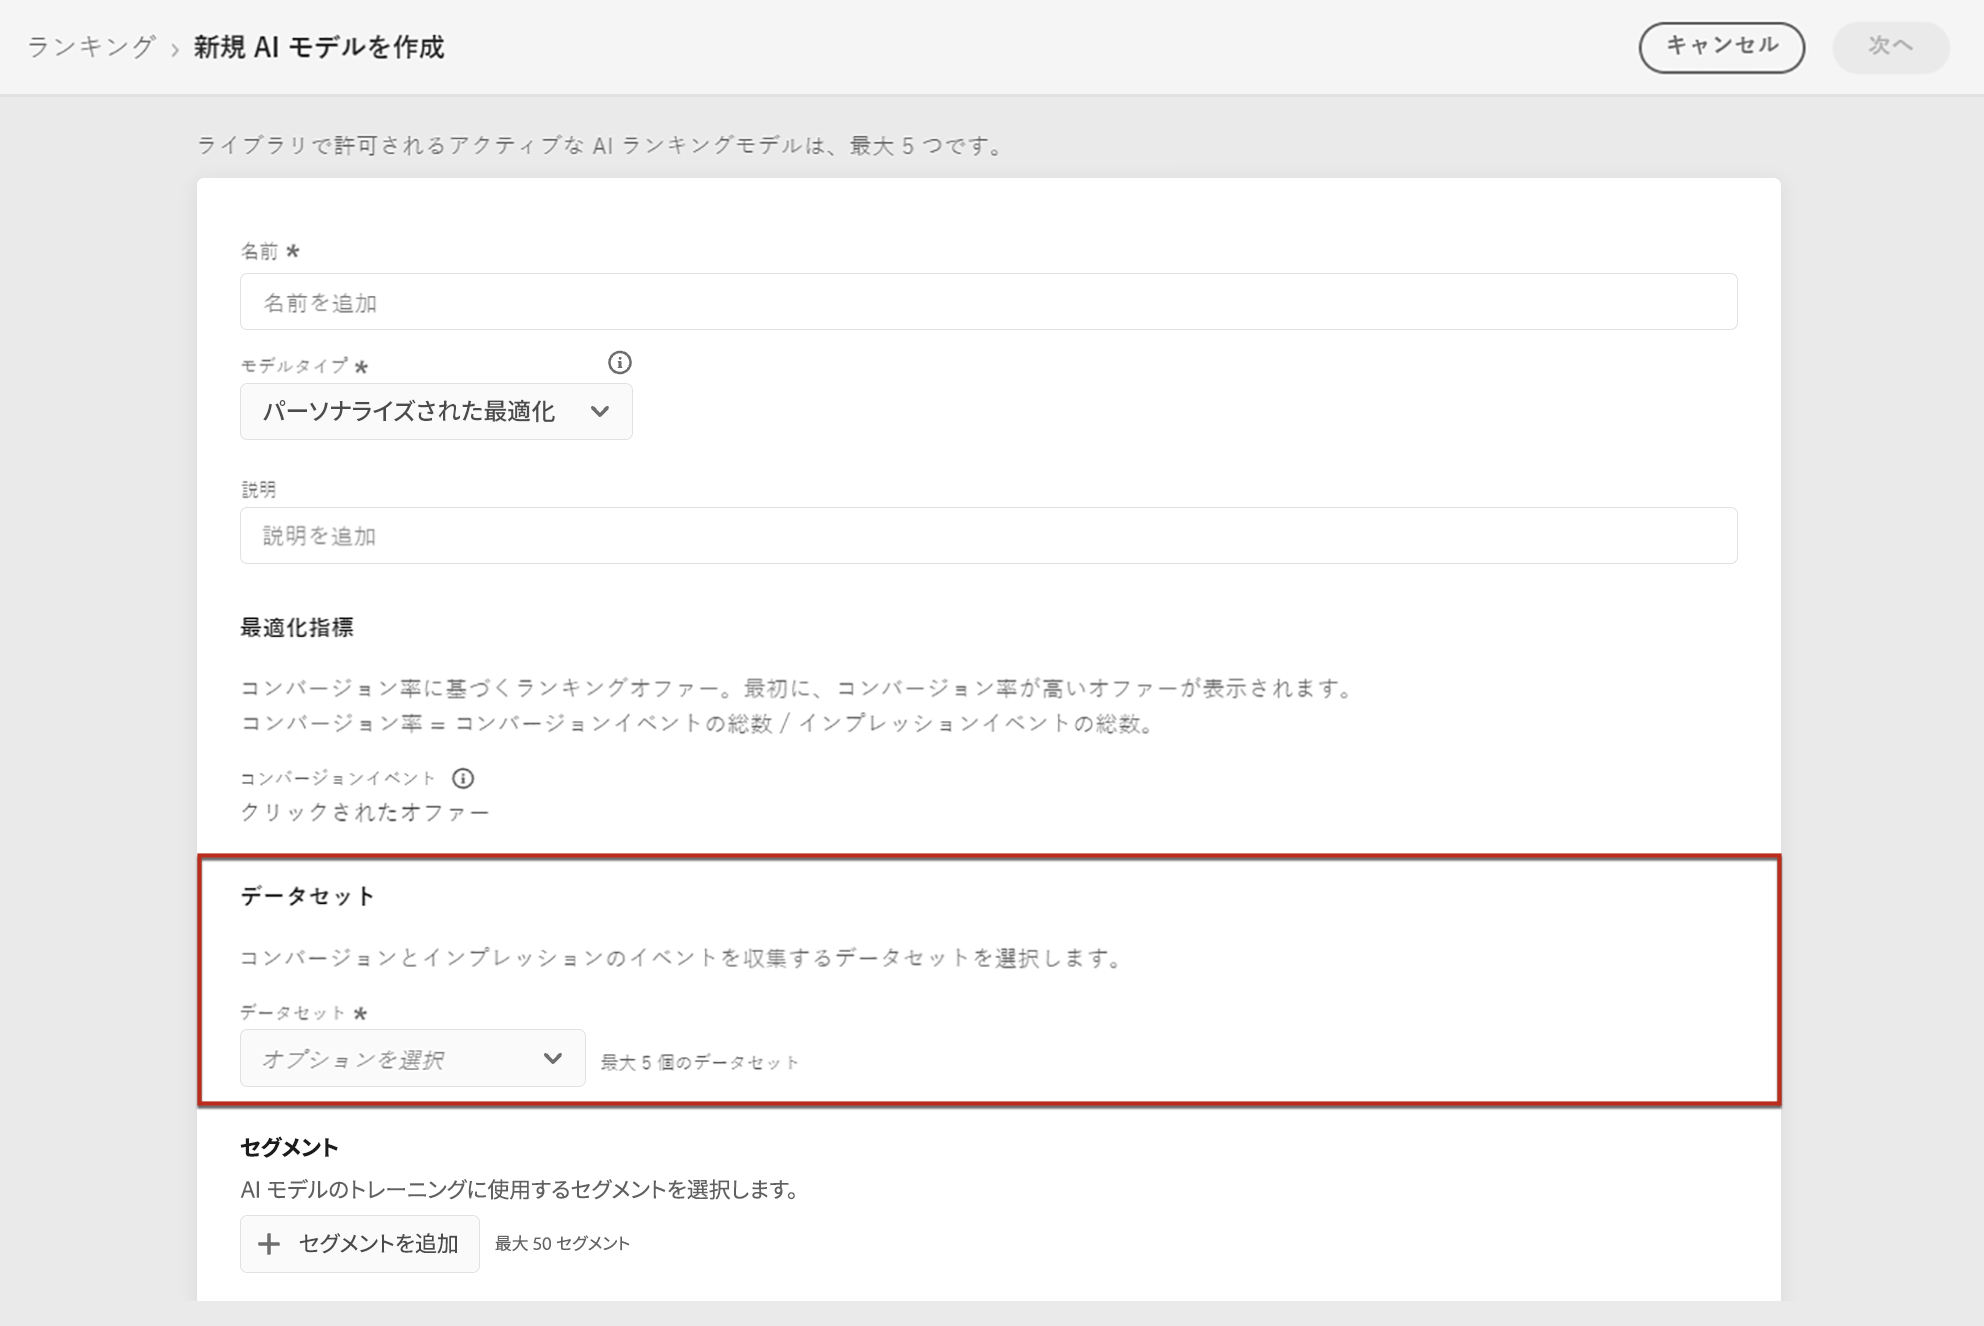 ランキング › 新規 AI モデルを作成
キャンセル
次へ
ライブラリで許可されるアクティブな AI ランキングモデルは、最大 5 つです。
名前 *
名前を追加
モデルタイプ *
パーソナライズされた最適化
説明
説明を追加
最適化指標
コンバージョン率に基づくランキングオファー。最初に、コンバージョン率が高いオファーが表示されます。
コンバージョン率 = コンバージョンイベントの総数 / インプレッションイベントの総数。
コンバージョンイベント
クリックされたオファー
データセット
コンバージョンとインプレッションのイベントを収集するデータセットを選択します。
データセット *
オプションを選択
最大 5 個のデータセット
セグメント
AI モデルのトレーニングに使用するセグメントを選択します。
セグメントを追加
最大 50 セグメント